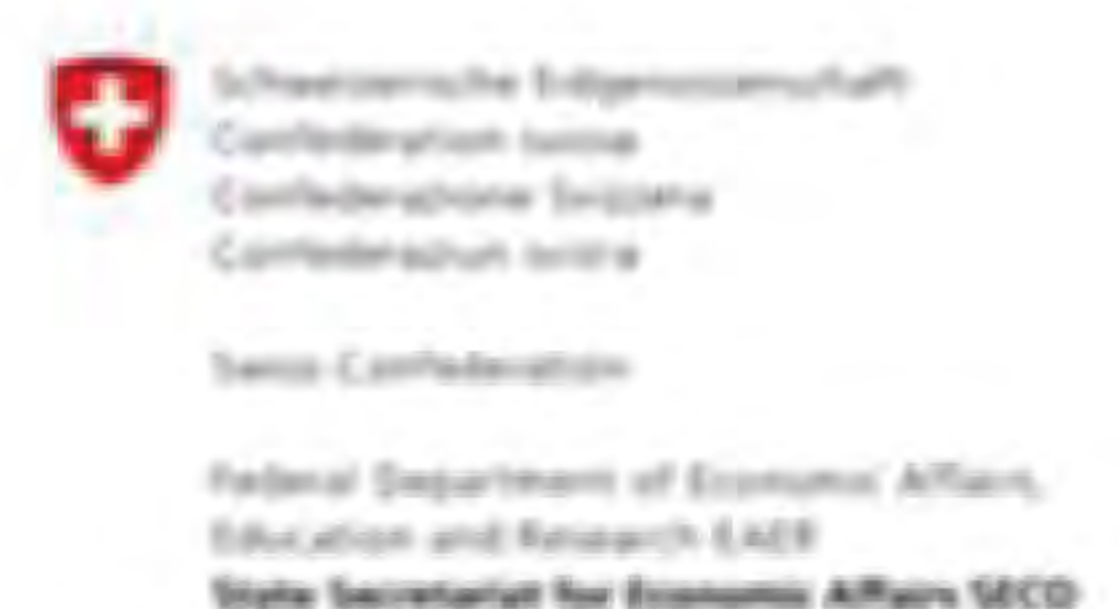 Schweizerische Eidgenossenschaft
Confédération suisse
Confederazione Svizzera
Confederaziun svizra
Swiss Confederation
Federal Department of Economic Affairs,
Education and Research EAER
State Secretariat for Economic Affairs SECO